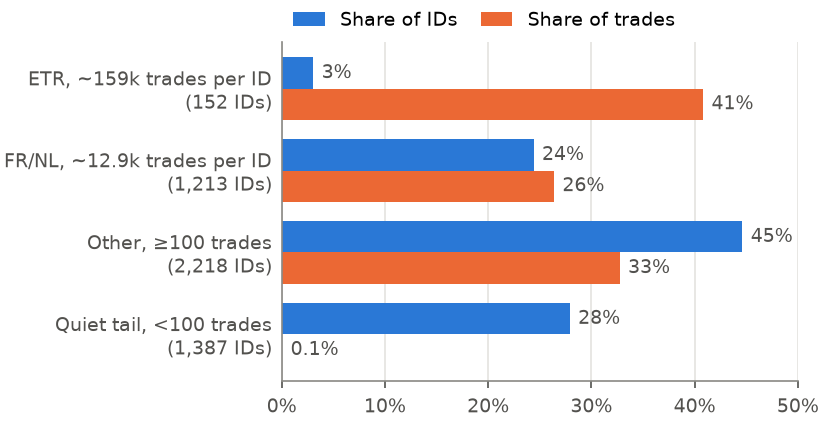 Share of IDs
Share of trades
ETR, ~159k trades per ID
(152 IDs)
3%
41%
FR/NL, ~12.9k trades per ID
(1,213 IDs)
24%
26%
Other, ≥100 trades
(2,218 IDs)
45%
33%
Quiet tail, <100 trades
(1,387 IDs)
28%
0.1%
0%
10%
20%
30%
40%
50%